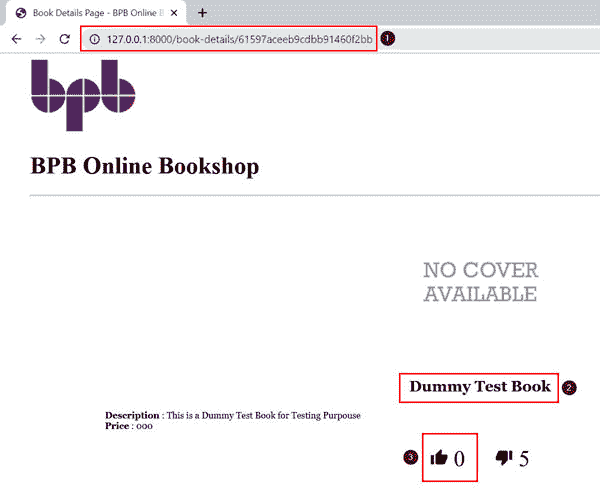 Book Details Page - BPB Online B
127.0.0.1:8000/book-details/61597aceeb9cdbb91460f2bb
1
bpb
BPB Online Bookshop
NO COVER
AVAILABLE
Dummy Test Book
2
Description : This is a Dummy Test Book for Testing Purpouse
Price : 000
3
0
5